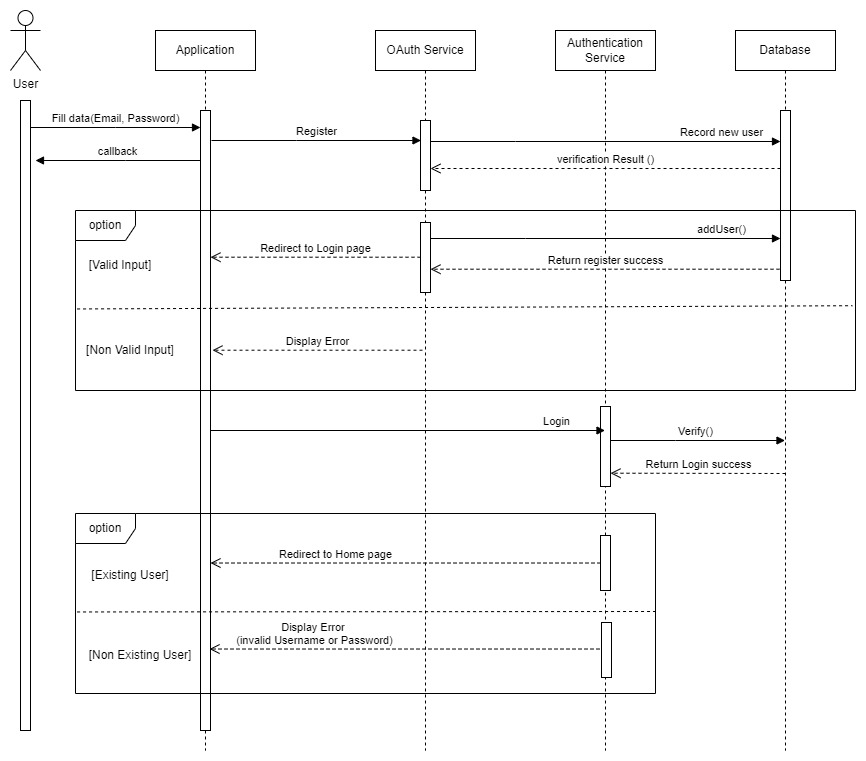 User
Application
OAuth Service
Authentication
Service
Database
Fill data(Email, Password)
Register
Record new user
callback
verification Result ()
option
addUser()
Redirect to Login page
[Valid Input]
Return register success
Display Error
[Non Valid Input]
Login
Verify()
Return Login success
option
Redirect to Home page
[Existing User]
Display Error
(invalid Username or Password)
[Non Existing User]